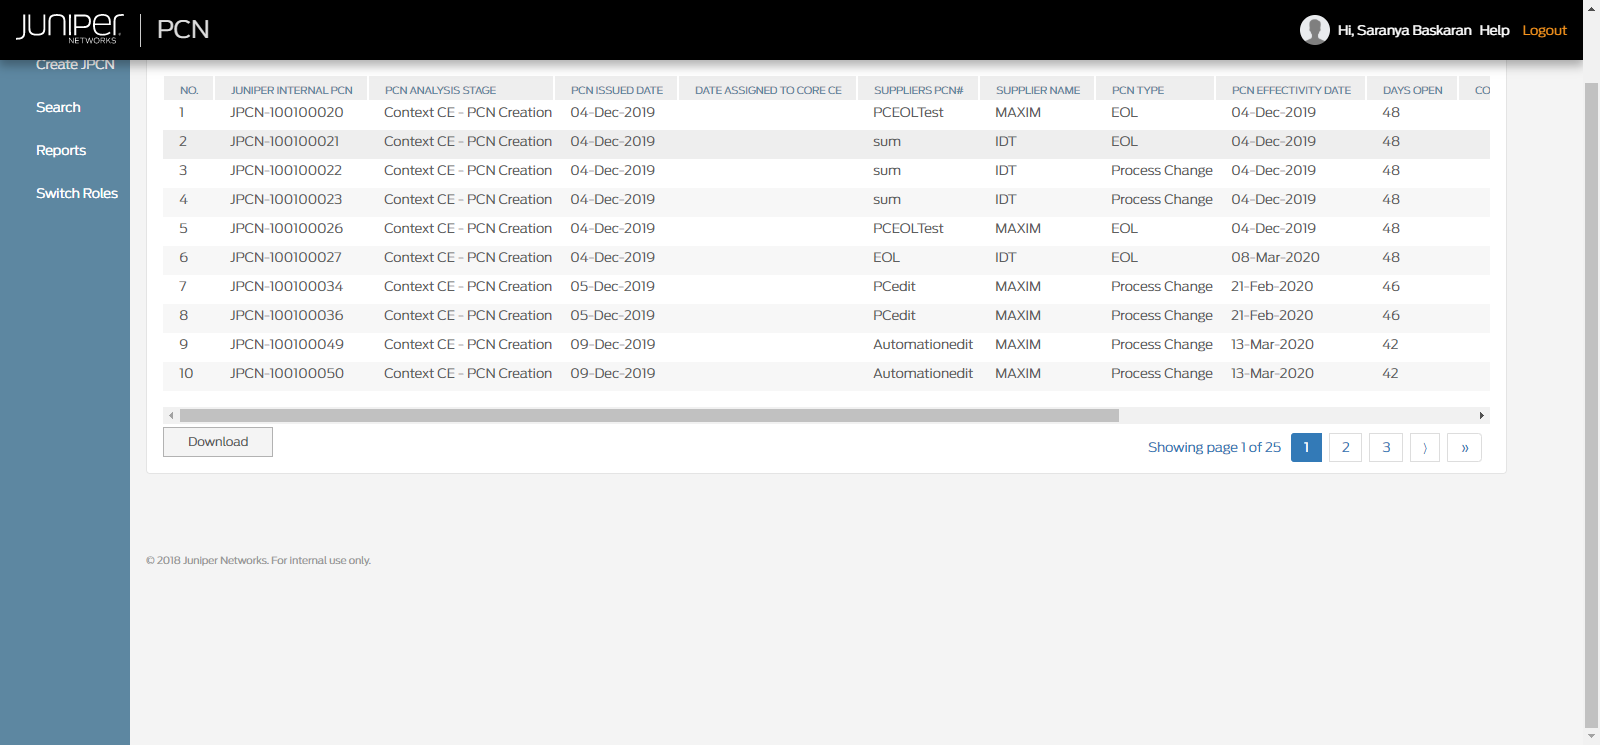 JUNIPER NETWORKS PCN Hi, Saranya Baskaran Help Logout
Create JPCN
Search
Reports
Switch Roles
NO. JUNIPER INTERNAL PCN PCN ANALYSIS STAGE PCN ISSUED DATE DATE ASSIGNED TO CORE CE SUPPLIERS PCN# SUPPLIER NAME PCN TYPE PCN EFFECTIVITY DATE DAYS OPEN CO
1 JPCN-100100020 Context CE - PCN Creation 04-Dec-2019 PCEOLTest MAXIM EOL 04-Dec-2019 48
2 JPCN-100100021 Context CE - PCN Creation 04-Dec-2019 sum IDT EOL 04-Dec-2019 48
3 JPCN-100100022 Context CE - PCN Creation 04-Dec-2019 sum IDT Process Change 04-Dec-2019 48
4 JPCN-100100023 Context CE - PCN Creation 04-Dec-2019 sum IDT Process Change 04-Dec-2019 48
5 JPCN-100100026 Context CE - PCN Creation 04-Dec-2019 PCEOLTest MAXIM EOL 04-Dec-2019 48
6 JPCN-100100027 Context CE - PCN Creation 04-Dec-2019 EOL IDT EOL 08-Mar-2020 48
7 JPCN-100100034 Context CE - PCN Creation 05-Dec-2019 PCedit MAXIM Process Change 21-Feb-2020 46
8 JPCN-100100036 Context CE - PCN Creation 05-Dec-2019 PCedit MAXIM Process Change 21-Feb-2020 46
9 JPCN-100100049 Context CE - PCN Creation 09-Dec-2019 Automationedit MAXIM Process Change 13-Mar-2020 42
10 JPCN-100100050 Context CE - PCN Creation 09-Dec-2019 Automationedit MAXIM Process Change 13-Mar-2020 42
Download
Showing page 1 of 25 1 2 3 ⟩ »
© 2018 Juniper Networks. For internal use only.